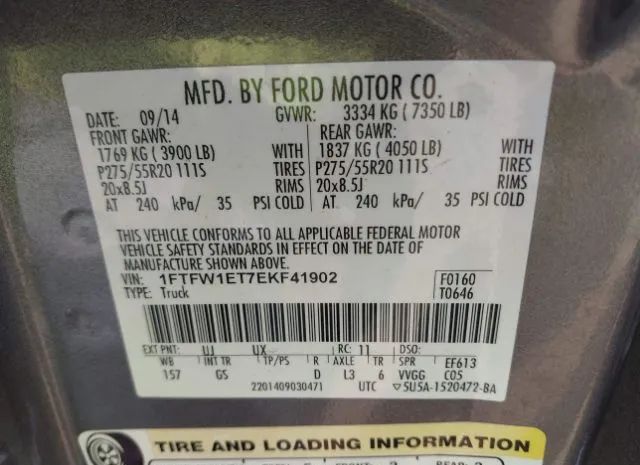 MFD. BY FORD MOTOR CO.
DATE: 09/14 GVWR: 3334 KG ( 7350 LB)
FRONT GAWR: REAR GAWR:
1769 KG ( 3900 LB) WITH 1837 KG ( 4050 LB) WITH
P275/55R20 111S TIRES P275/55R20 111S TIRES
20x8.5J RIMS 20x8.5J RIMS
AT 240 kPa/ 35 PSI COLD AT 240 kPa/ 35 PSI COLD
THIS VEHICLE CONFORMS TO ALL APPLICABLE FEDERAL MOTOR
VEHICLE SAFETY STANDARDS IN EFFECT ON THE DATE OF
MANUFACTURE SHOWN ABOVE.
VIN: 1FTFW1ET7EKF41902 F0160
TYPE: Truck T0646
EXT PNT: UJ UX RC: 11 DSO:
WB INT TR TP/PS R AXLE TR SPR EF613
157 GS D L3 6 VVGG C05
2201409030471 UTC ▽5U5A-1520472-BA
TIRE AND LOADING INFORMATION